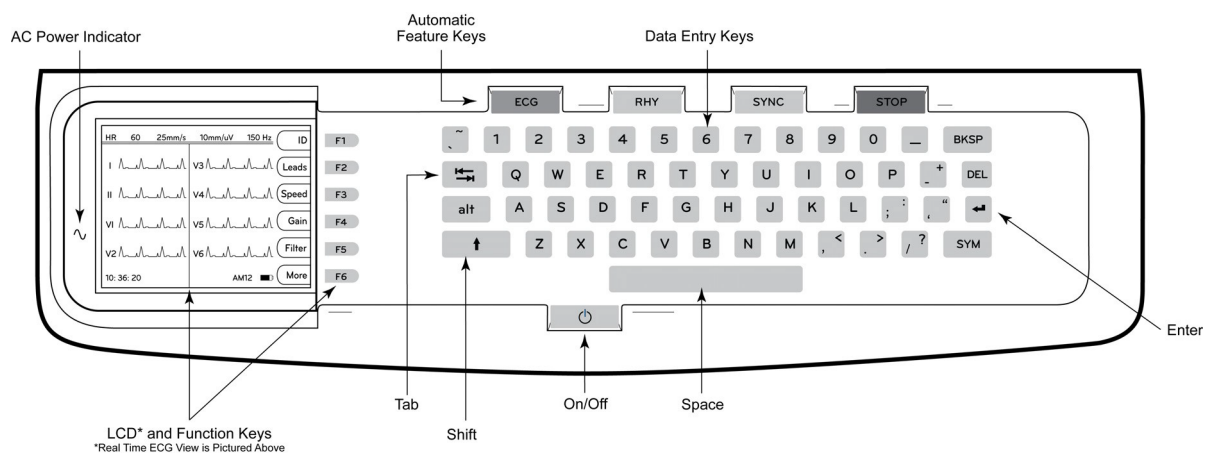 AC Power Indicator
Automatic
Feature Keys
Data Entry Keys
ECG RHY SYNC STOP
HR 60 25mm/s 10mm/uV 150 Hz ID F1
I V3 Leads F2
II V4 Speed F3
VI V5 Gain F4
V2 V6 Filter F5
10: 36: 20 AM12 More F6
~ ` 1 2 3 4 5 6 7 8 9 0 _ BKSP
Q W E R T Y U I O P - + DEL
alt A S D F G H J K L ; : , “
Z X C V B N M , < . > / ? SYM
Enter
Tab
Shift
On/Off
Space
LCD* and Function Keys
*Real Time ECG View is Pictured Above